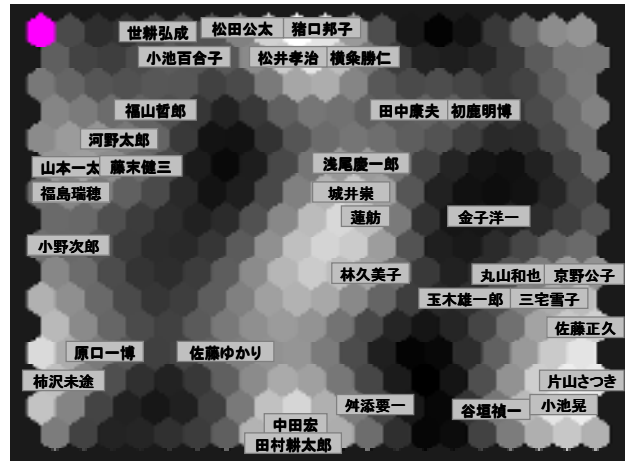 世耕弘成 松田公太 猪口邦子
小池百合子 松井孝治 横粂勝仁
福山哲郎 田中康夫 初鹿明博
河野太郎
山本一太 藤末健三 浅尾慶一郎
福島瑞穂 城井崇
蓮舫 金子洋一
小野次郎
林久美子 丸山和也 京野公子
玉木雄一郎 三宅雪子
佐藤正久
原口一博 佐藤ゆかり
柿沢未途 片山さつき
舛添要一 谷垣禎一 小池晃
中田宏
田村耕太郎